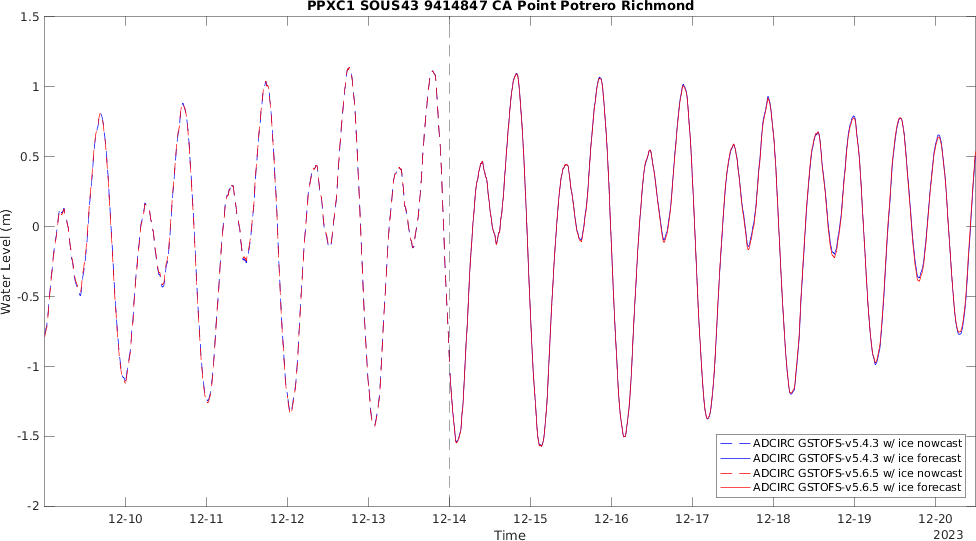 PPXC1 SOUS43 9414847 CA Point Potrero Richmond
1.5
1
0.5
0
-0.5
-1
-1.5
-2
Water Level (m)
12-10 12-11 12-12 12-13 12-14 12-15 12-16 12-17 12-18 12-19 12-20
Time
2023
ADCIRC GSTOFS-v5.4.3 w/ ice nowcast
ADCIRC GSTOFS-v5.4.3 w/ ice forecast
ADCIRC GSTOFS-v5.6.5 w/ ice nowcast
ADCIRC GSTOFS-v5.6.5 w/ ice forecast